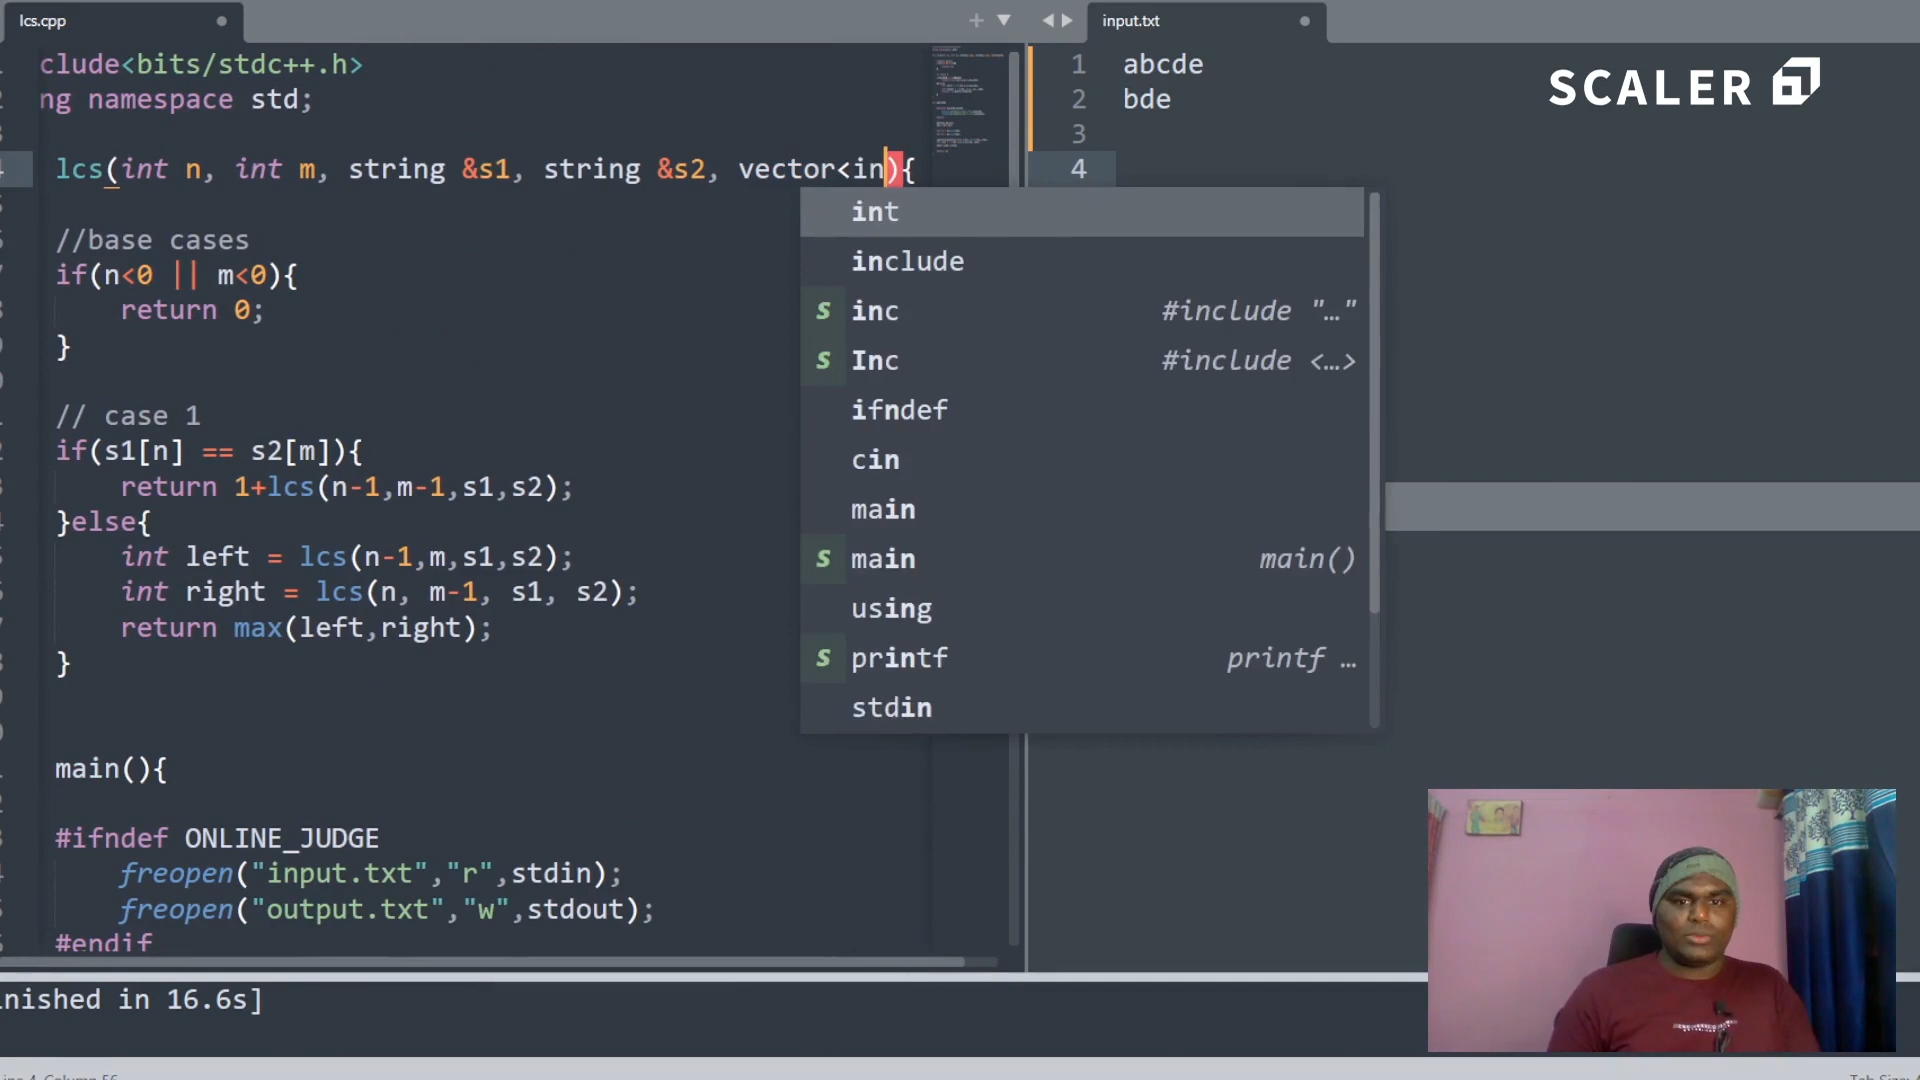 lcs.cpp
clude<bits/stdc++.h>
ng namespace std;
lcs(int n, int m, string &s1, string &s2, vector<in){
//base cases
if(n<0 || m<0){
return 0;
}
// case 1
if(s1[n] == s2[m]){
return 1+lcs(n-1,m-1,s1,s2);
}else{
int left = lcs(n-1,m,s1,s2);
int right = lcs(n, m-1, s1, s2);
return max(left,right);
}
main(){
#ifndef ONLINE_JUDGE
freopen("input.txt","r",stdin);
freopen("output.txt","w",stdout);
#endif
int
include
S inc #include "…"
S Inc #include <…>
ifndef
cin
main
S main main()
using
S printf printf …
stdin
input.txt
1 abcde
2 bde
3
4
SCALER
nished in 16.6s]